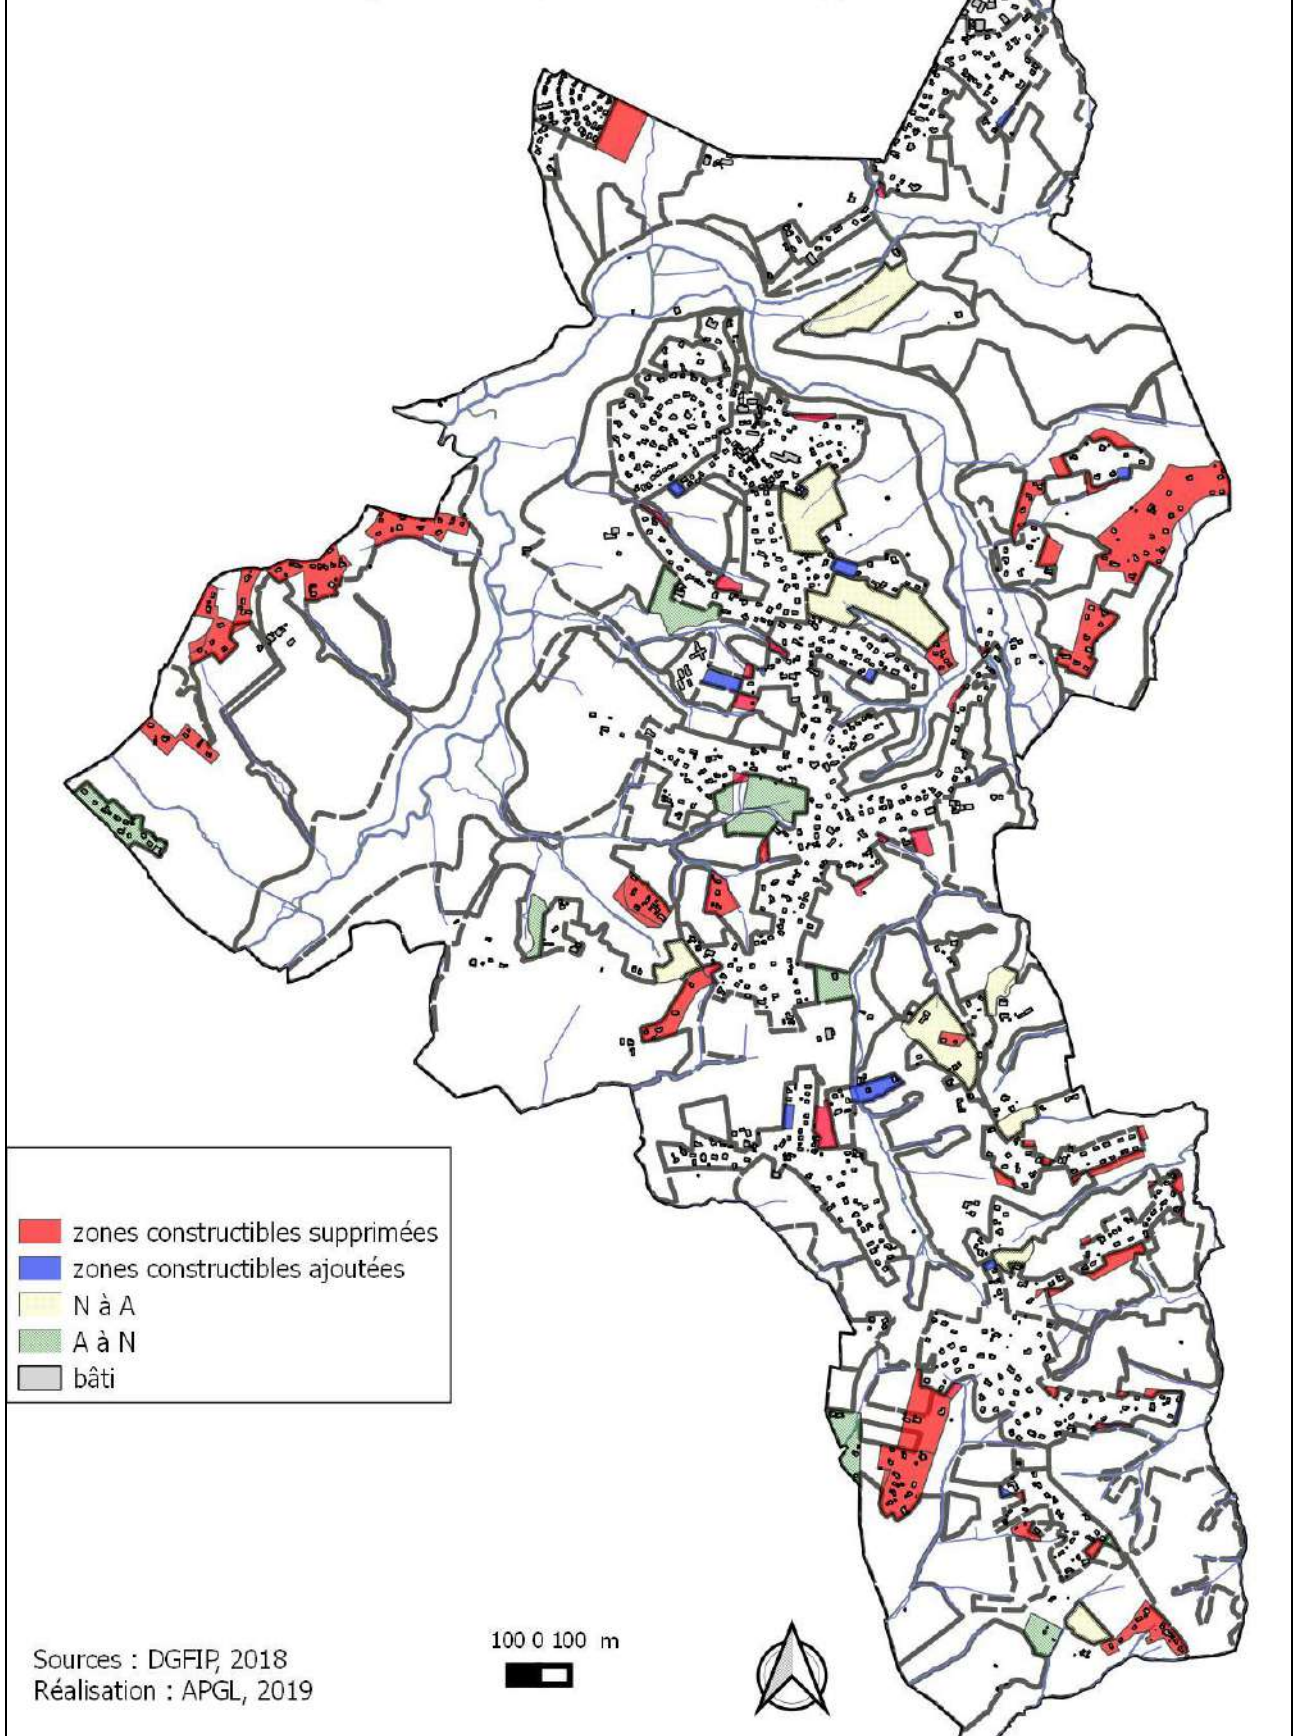 zones constructibles supprimées
zones constructibles ajoutées
N à A
A à N
bâti
Sources : DGFIP, 2018
Réalisation : APGL, 2019
100 0 100 m